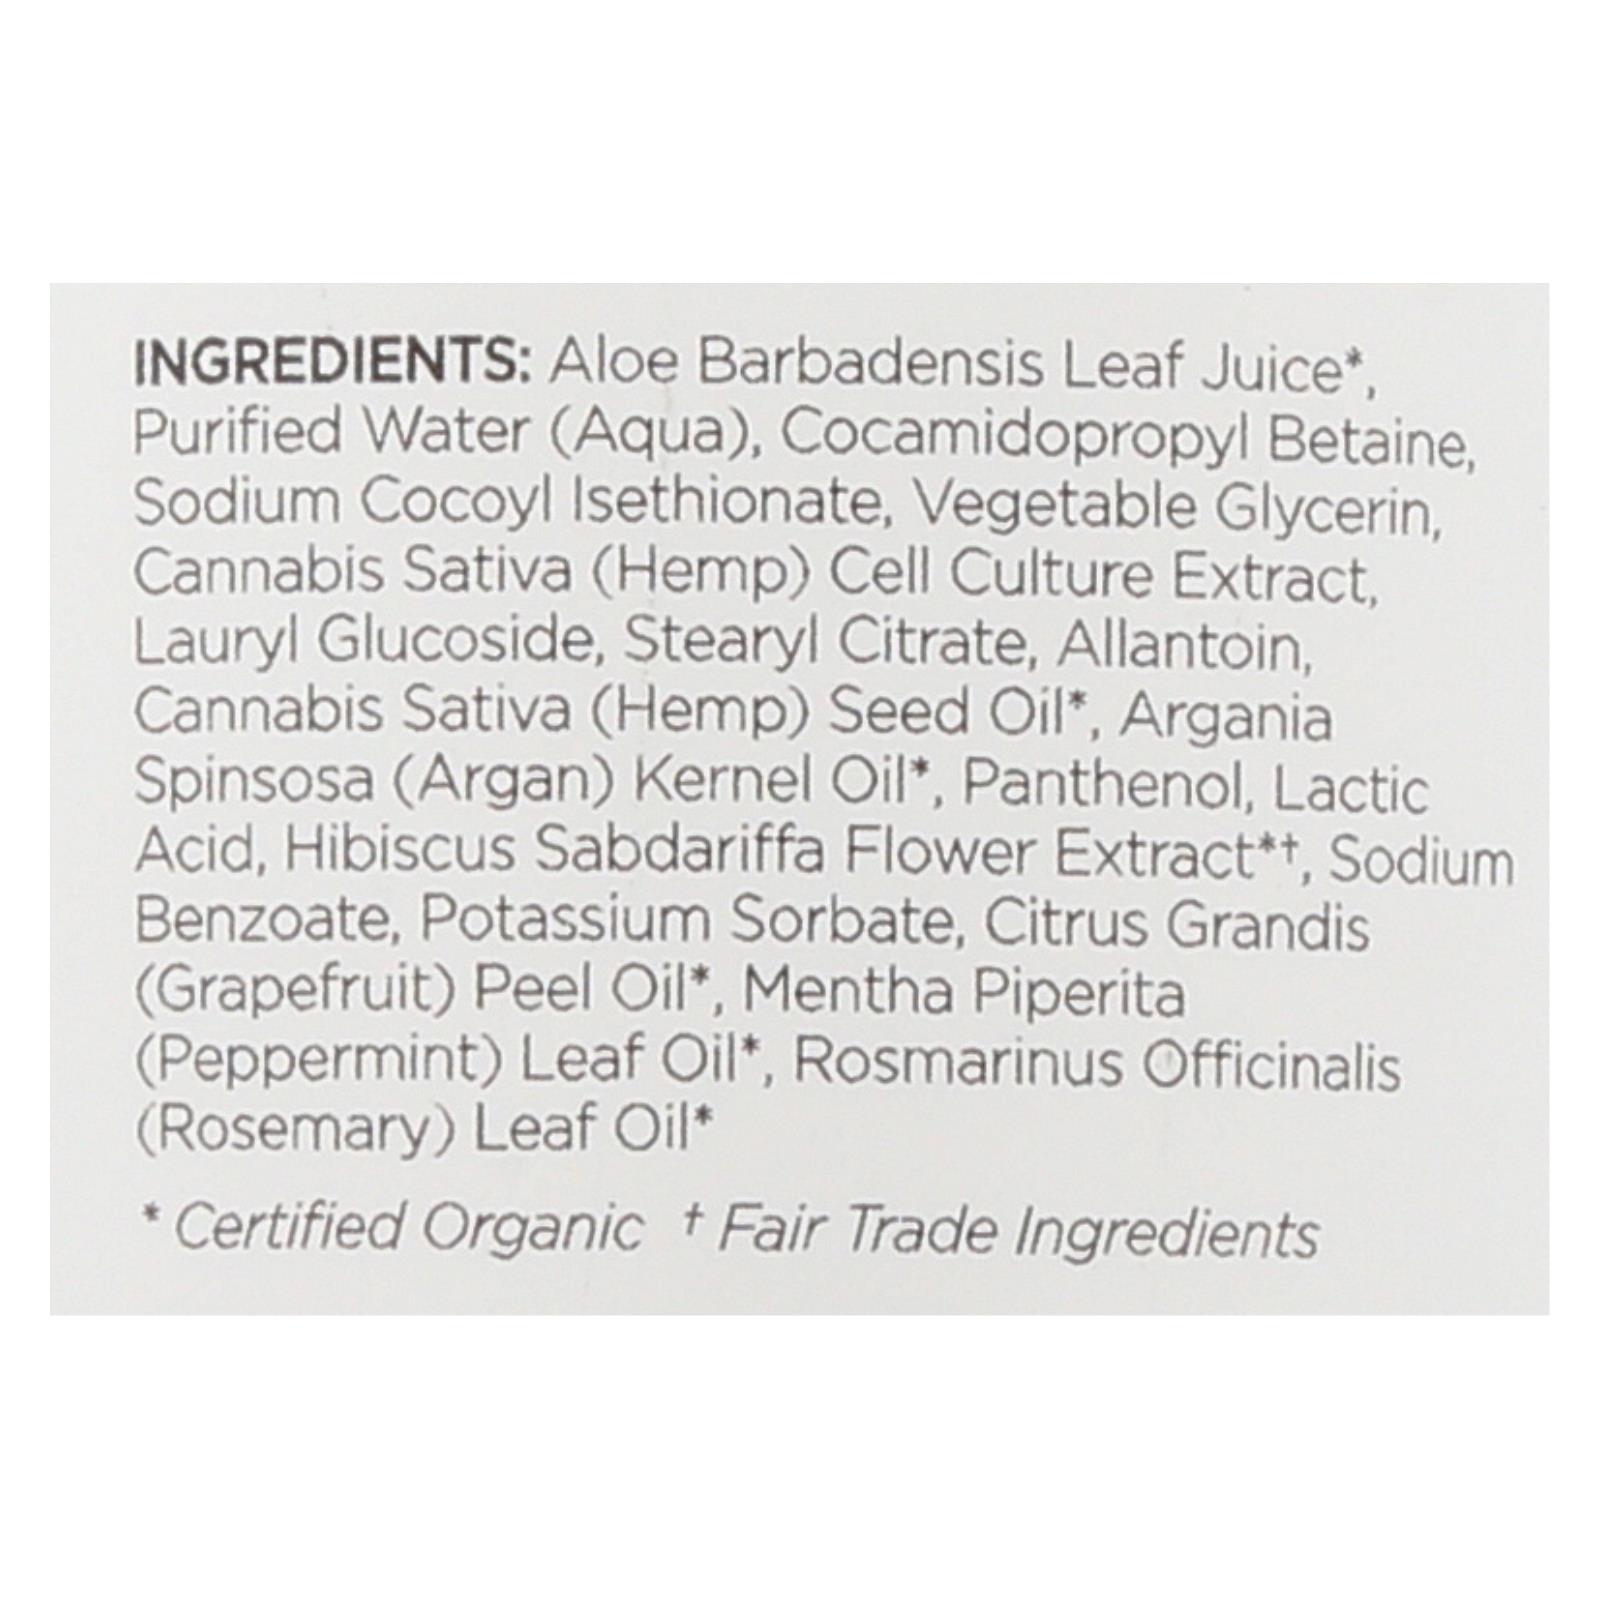 INGREDIENTS: Aloe Barbadensis Leaf Juice*,
Purified Water (Aqua), Cocamidopropyl Betaine,
Sodium Cocoyl Isethionate, Vegetable Glycerin,
Cannabis Sativa (Hemp) Cell Culture Extract,
Lauryl Glucoside, Stearyl Citrate, Allantoin,
Cannabis Sativa (Hemp) Seed Oil*, Argania
Spinsosa (Argan) Kernel Oil*, Panthenol, Lactic
Acid, Hibiscus Sabdariffa Flower Extract*†, Sodium
Benzoate, Potassium Sorbate, Citrus Grandis
(Grapefruit) Peel Oil*, Mentha Piperita
(Peppermint) Leaf Oil*, Rosmarinus Officinalis
(Rosemary) Leaf Oil*
* Certified Organic † Fair Trade Ingredients